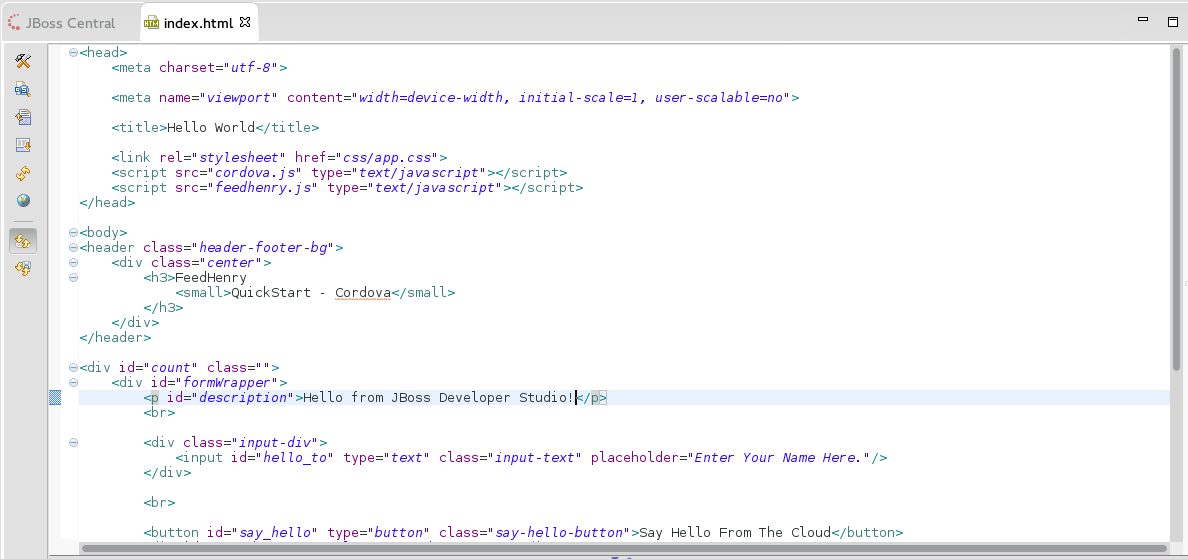 JBoss Central
index.html
<head>
<meta charset="utf-8">
<meta name="viewport" content="width=device-width, initial-scale=1, user-scalable=no">
<title>Hello World</title>
<link rel="stylesheet" href="css/app.css">
<script src="cordova.js" type="text/javascript"></script>
<script src="feedhenry.js" type="text/javascript"></script>
</head>
<body>
<header class="header-footer-bg">
<div class="center">
<h3>FeedHenry
<small>QuickStart - Cordova</small>
</h3>
</div>
</header>
<div id="count" class="">
<div id="formWrapper">
<p id="description">Hello from JBoss Developer Studio!</p>
<br>
<div class="input-div">
<input id="hello_to" type="text" class="input-text" placeholder="Enter Your Name Here."/>
</div>
<br>
<button id="say_hello" type="button" class="say-hello-button">Say Hello From The Cloud</button>